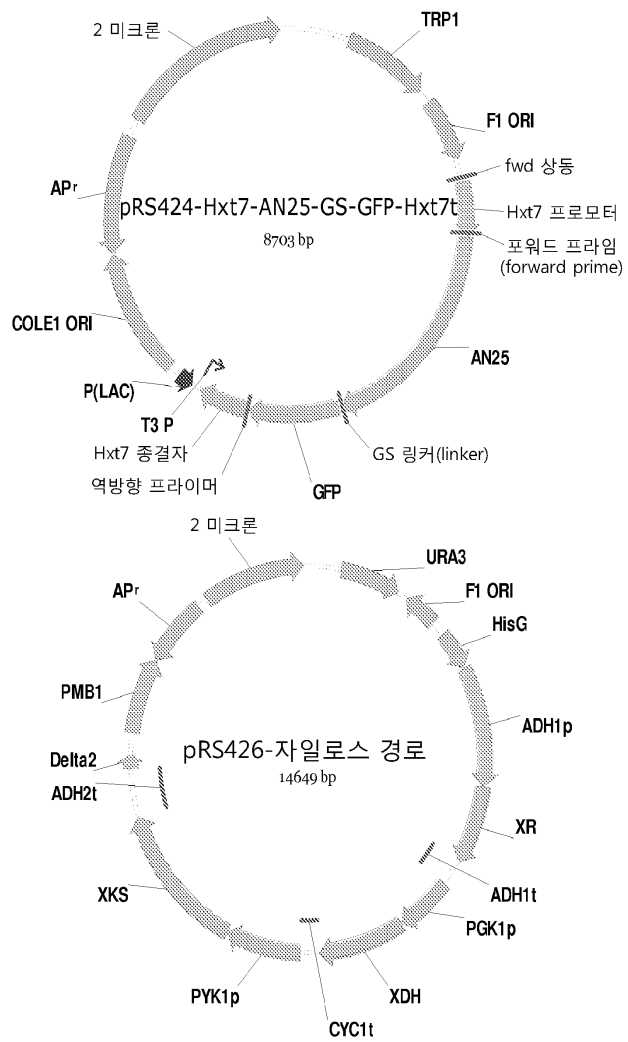 2 미크론
TRP1
F1 ORI
fwd 상동
APr
pRS424-Hxt7-AN25-GS-GFP-Hxt7t
Hxt7 프로모터
8703 bp
포워드 프라임
(forward prime)
COLE1 ORI
AN25
P(LAC)
T3 P
Hxt7 종결자
GS 링커(linker)
역방향 프라이머
GFP
2 미크론
URA3
APr
F1 ORI
HisG
PMB1
ADH1p
pRS426-자일로스 경로
Delta2
14649 bp
ADH2t
XR
XKS
ADH1t
PGK1p
PYK1p
XDH
CYC1t